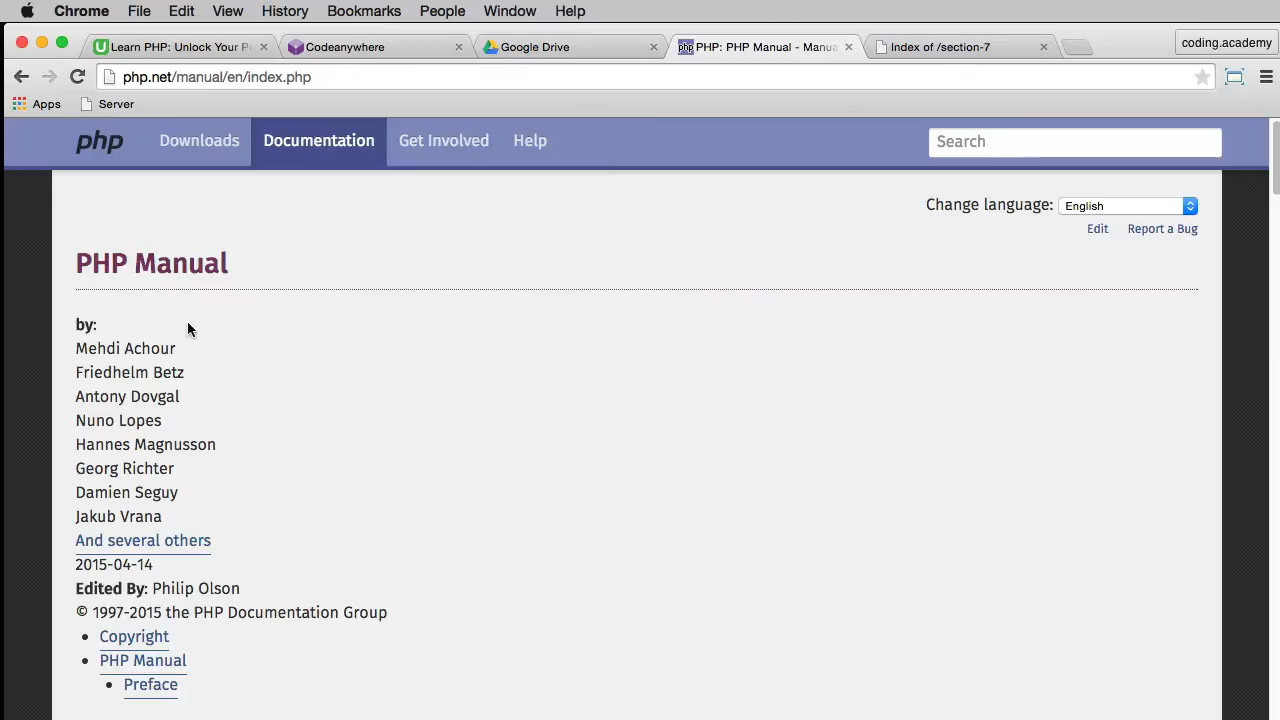 Chrome File Edit View History Bookmarks People Window Help
Learn PHP: Unlock Your P Codeanywhere Google Drive PHP: PHP Manual - Manua Index of /section-7 coding.academy
php.net/manual/en/index.php
Apps Server
php Downloads Documentation Get Involved Help Search
Change language: English
Edit Report a Bug
PHP Manual
by:
Mehdi Achour
Friedhelm Betz
Antony Dovgal
Nuno Lopes
Hannes Magnusson
Georg Richter
Damien Seguy
Jakub Vrana
And several others
2015-04-14
Edited By: Philip Olson
© 1997-2015 the PHP Documentation Group
Copyright
PHP Manual
Preface